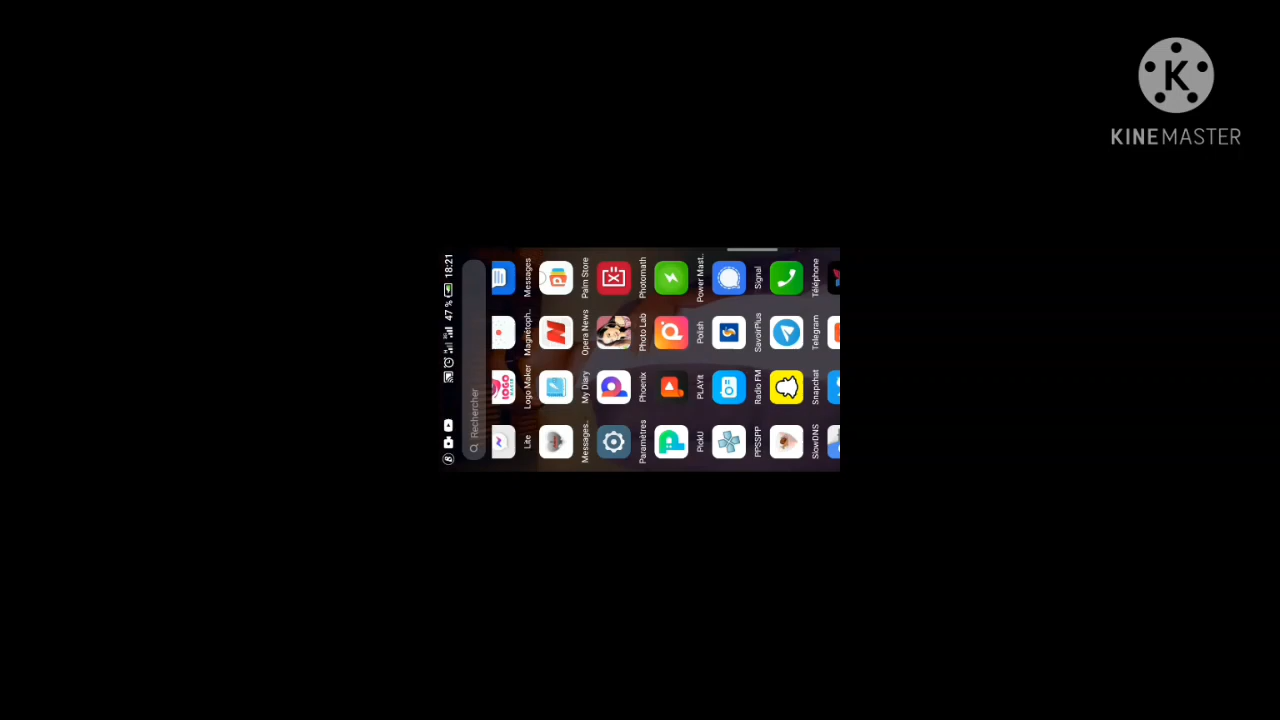 KINEMASTER
18:21
47 %
Rechercher
Lite
Logo Maker
Magnétoph..
Messages
Messages..
My Diary
Opera News
Palm Store
Paramètres
Phoenix
Photo Lab
Photomath
PickU
PLAYit
Polish
Power Mast..
PPSSPP
Radio FM
SavoirPlus
Signal
SlowDNS
Snapchat
Telegram
Téléphone